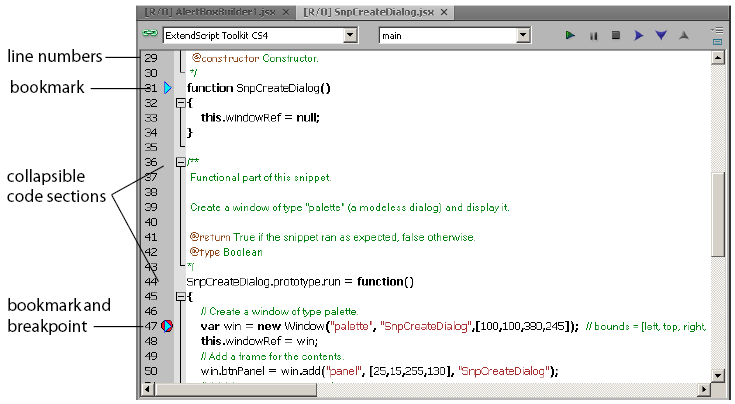 [R/O] AlertBoxBuilder1.jsx × [R/O] SnpCreateDialog.jsx ×
ExtendScript Toolkit CS4 main
line numbers
29 @constructor Constructor.
30 */
bookmark
31 function SnpCreateDialog()
32 {
33 this.windowRef = null;
34 }
35
36 /**
collapsible
code sections
37 Functional part of this snippet.
38
39 Create a window of type "palette" (a modeless dialog) and display it.
40
41 @return True if the snippet ran as expected, false otherwise.
42 @type Boolean
43 */
44 SnpCreateDialog.prototype.run = function()
45 {
bookmark and
breakpoint
46 // Create a window of type palette.
47 var win = new Window("palette", "SnpCreateDialog",[100,100,380,245]); // bounds = [left, top, right,
48 this.windowRef = win;
49 // Add a frame for the contents.
50 win.btnPanel = win.add("panel", [25,15,255,130], "SnpCreateDialog");